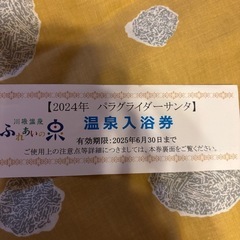 【2024年 パラグライダーサンタ】
川湯温泉
ふれあいの泉
温泉入浴券
有効期限:2025年6月30日まで
ご使用上の注意点等詳細につきましては、本券裏面をご覧ください。